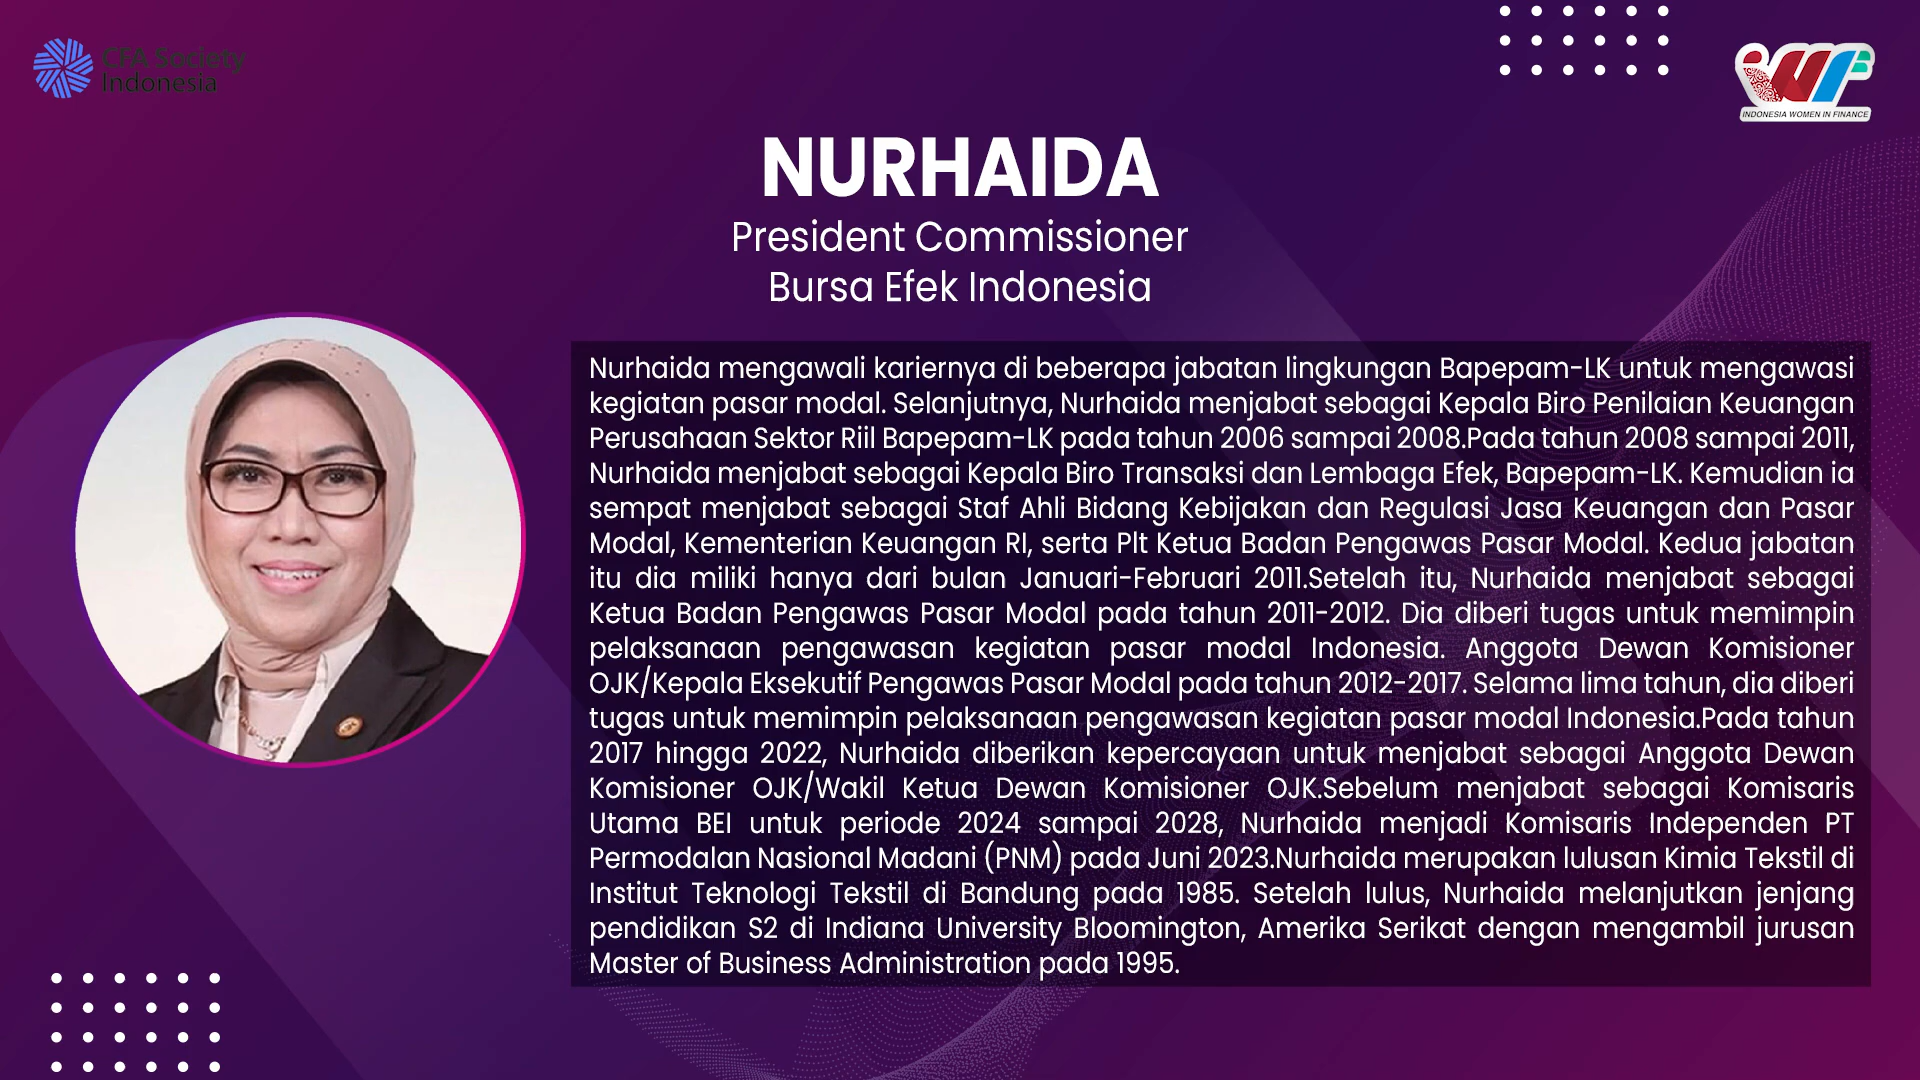 CFA Society
Indonesia
iWIF
INDONESIA WOMEN IN FINANCE
NURHAIDA
President Commissioner
Bursa Efek Indonesia
Nurhaida mengawali kariernya di beberapa jabatan lingkungan Bapepam-LK untuk mengawasi
kegiatan pasar modal. Selanjutnya, Nurhaida menjabat sebagai Kepala Biro Penilaian Keuangan
Perusahaan Sektor Riil Bapepam-LK pada tahun 2006 sampai 2008.Pada tahun 2008 sampai 2011,
Nurhaida menjabat sebagai Kepala Biro Transaksi dan Lembaga Efek, Bapepam-LK. Kemudian ia
sempat menjabat sebagai Staf Ahli Bidang Kebijakan dan Regulasi Jasa Keuangan dan Pasar
Modal, Kementerian Keuangan RI, serta Plt Ketua Badan Pengawas Pasar Modal. Kedua jabatan
itu dia miliki hanya dari bulan Januari-Februari 2011.Setelah itu, Nurhaida menjabat sebagai
Ketua Badan Pengawas Pasar Modal pada tahun 2011-2012. Dia diberi tugas untuk memimpin
pelaksanaan pengawasan kegiatan pasar modal Indonesia. Anggota Dewan Komisioner
OJK/Kepala Eksekutif Pengawas Pasar Modal pada tahun 2012-2017. Selama lima tahun, dia diberi
tugas untuk memimpin pelaksanaan pengawasan kegiatan pasar modal Indonesia.Pada tahun
2017 hingga 2022, Nurhaida diberikan kepercayaan untuk menjabat sebagai Anggota Dewan
Komisioner OJK/Wakil Ketua Dewan Komisioner OJK.Sebelum menjabat sebagai Komisaris
Utama BEI untuk periode 2024 sampai 2028, Nurhaida menjadi Komisaris Independen PT
Permodalan Nasional Madani (PNM) pada Juni 2023.Nurhaida merupakan lulusan Kimia Tekstil di
Institut Teknologi Tekstil di Bandung pada 1985. Setelah lulus, Nurhaida melanjutkan jenjang
pendidikan S2 di Indiana University Bloomington, Amerika Serikat dengan mengambil jurusan
Master of Business Administration pada 1995.